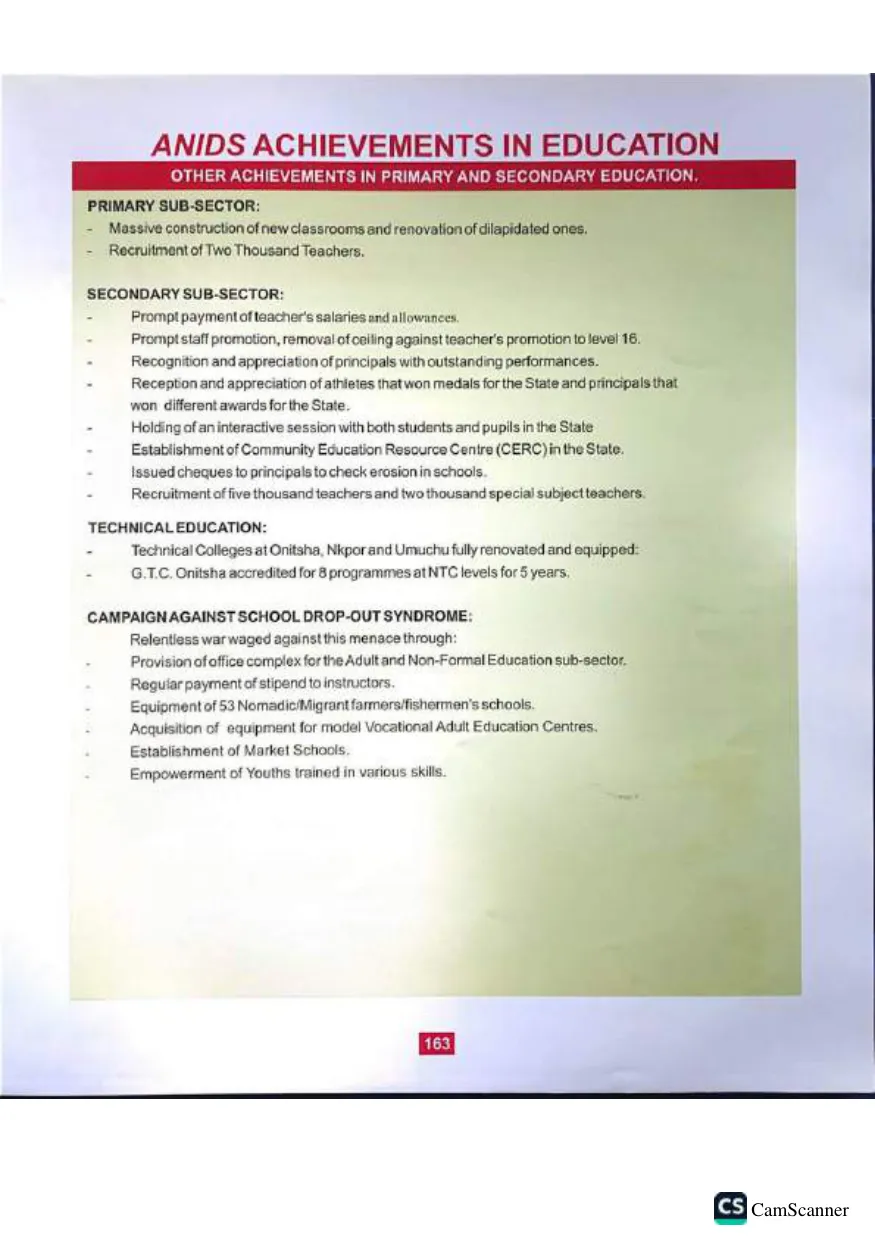 ANIDS ACHIEVEMENTS IN EDUCATION
OTHER ACHIEVEMENTS IN PRIMARY AND SECONDARY EDUCATION.
PRIMARY SUB-SECTOR:
- Massive construction of new classrooms and renovation of dilapidated ones.
- Recruitment of Two Thousand Teachers.
SECONDARY SUB-SECTOR:
- Prompt payment of teacher's salaries and allowances.
- Prompt staff promotion, removal of ceiling against teacher's promotion to level 16.
- Recognition and appreciation of principals with outstanding performances.
- Reception and appreciation of athletes that won medals for the State and principals that
won different awards for the State.
- Holding of an interactive session with both students and pupils in the State
- Establishment of Community Education Resource Centre (CERC) in the State.
- Issued cheques to principals to check erosion in schools.
- Recruitment of five thousand teachers and two thousand special subject teachers.
TECHNICAL EDUCATION:
- Technical Colleges at Onitsha, Nkpor and Umuchu fully renovated and equipped:
- G.T.C. Onitsha accredited for 8 programmes at NTC levels for 5 years.
CAMPAIGN AGAINST SCHOOL DROP-OUT SYNDROME:
Relentless war waged against this menace through:
- Provision of office complex for the Adult and Non-Formal Education sub-sector.
- Regular payment of stipend to instructors.
- Equipment of 53 Nomadic/Migrant farmers/fishermen's schools.
- Acquisition of equipment for model Vocational Adult Education Centres.
- Establishment of Market Schools.
- Empowerment of Youths trained in various skills.
163
CS CamScanner